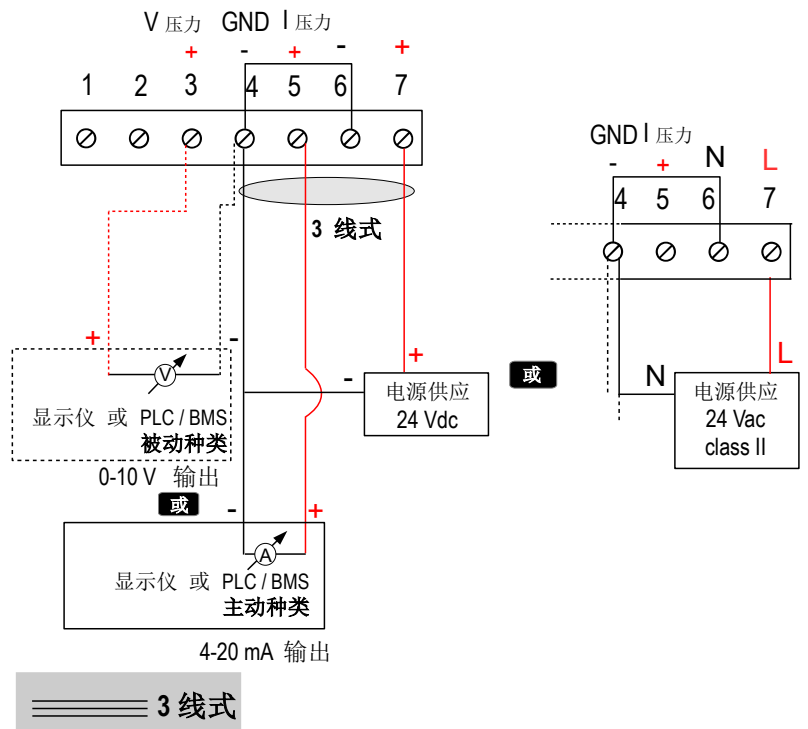 V 压力 GND I 压力
+ - + - +
1 2 3 4 5 6 7
3 线式
+ -
V
显示仪 或 PLC / BMS
被动种类
0-10 V 输出
- +
电源供应
24 Vdc
或
- +
A
显示仪 或 PLC / BMS
主动种类
4-20 mA 输出
3 线式
或
GND I 压力 N L
- +
4 5 6 7
N L
电源供应
24 Vac
class II